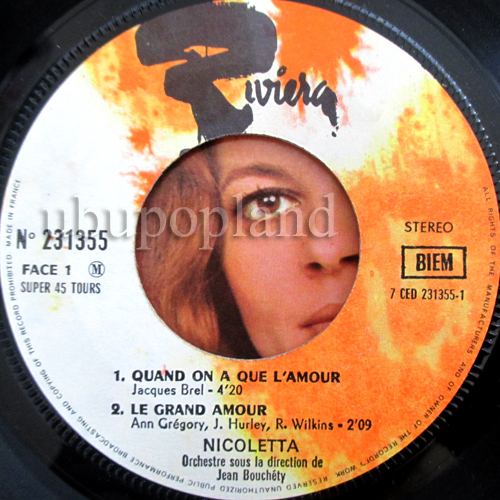 Riviera
ubupopland
N° 231355
FACE 1 M
SUPER 45 TOURS
STEREO
BIEM
7 CED 231355-1
1. QUAND ON A QUE L'AMOUR
Jacques Brel - 4'20
2. LE GRAND AMOUR
Ann Grégory, J. Hurley, R. Wilkins - 2'09
NICOLETTA
Orchestre sous la direction de
Jean Bouchéty
ALL RIGHTS OF THE MANUFACTURERS AND OF OWNER OF THE RECORDED WORK RESERVED UNAUTHORIZED PUBLIC PERFORMANCE BROADCASTING AND COPYING OF THIS RECORD PROHIBITED. MADE IN FRANCE